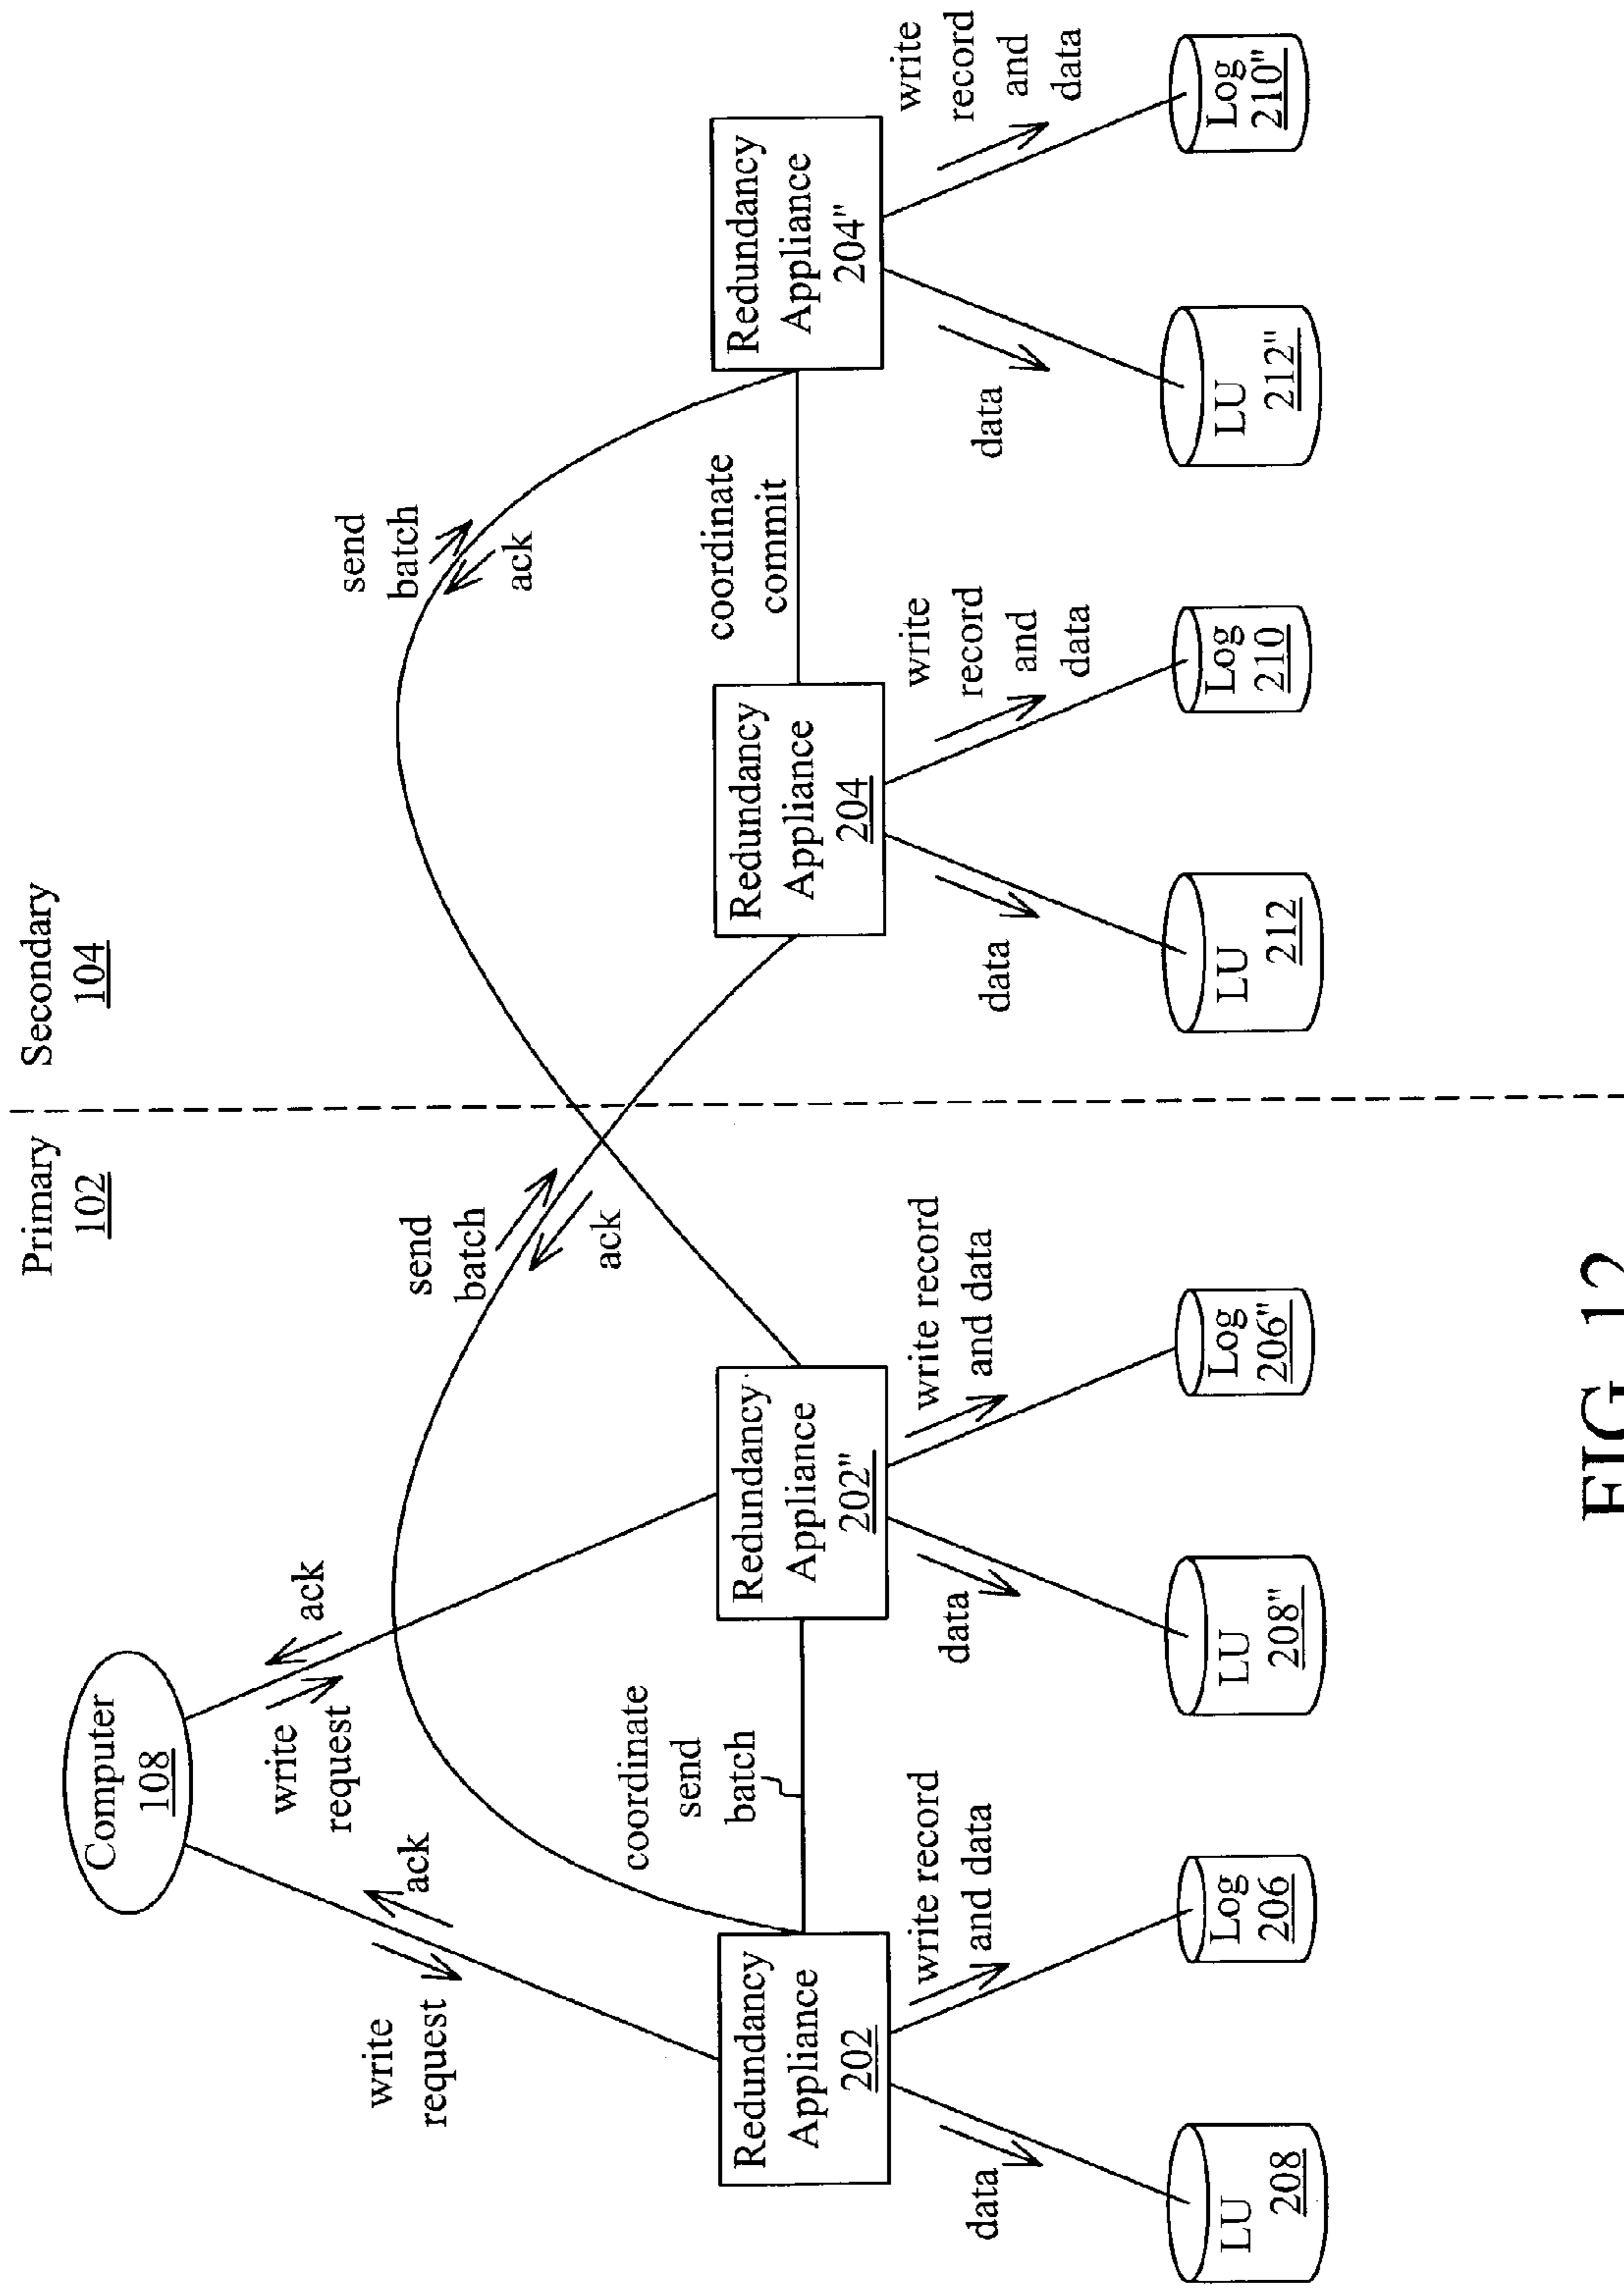 Primary
102
Secondary
104
Computer
108
write
request
ack
write
request
ack
send
batch
ack
send
batch
ack
coordinate
send
batch
coordinate
commit
Redundancy
Appliance
202
Redundancy
Appliance
202"
Redundancy
Appliance
204
Redundancy
Appliance
204"
data
write record
and data
data
write record
and data
data
write
record
and
data
data
write
record
and
data
LU
208
Log
206
LU
208"
Log
206"
LU
212
Log
210
LU
212"
Log
210"
FIG 12